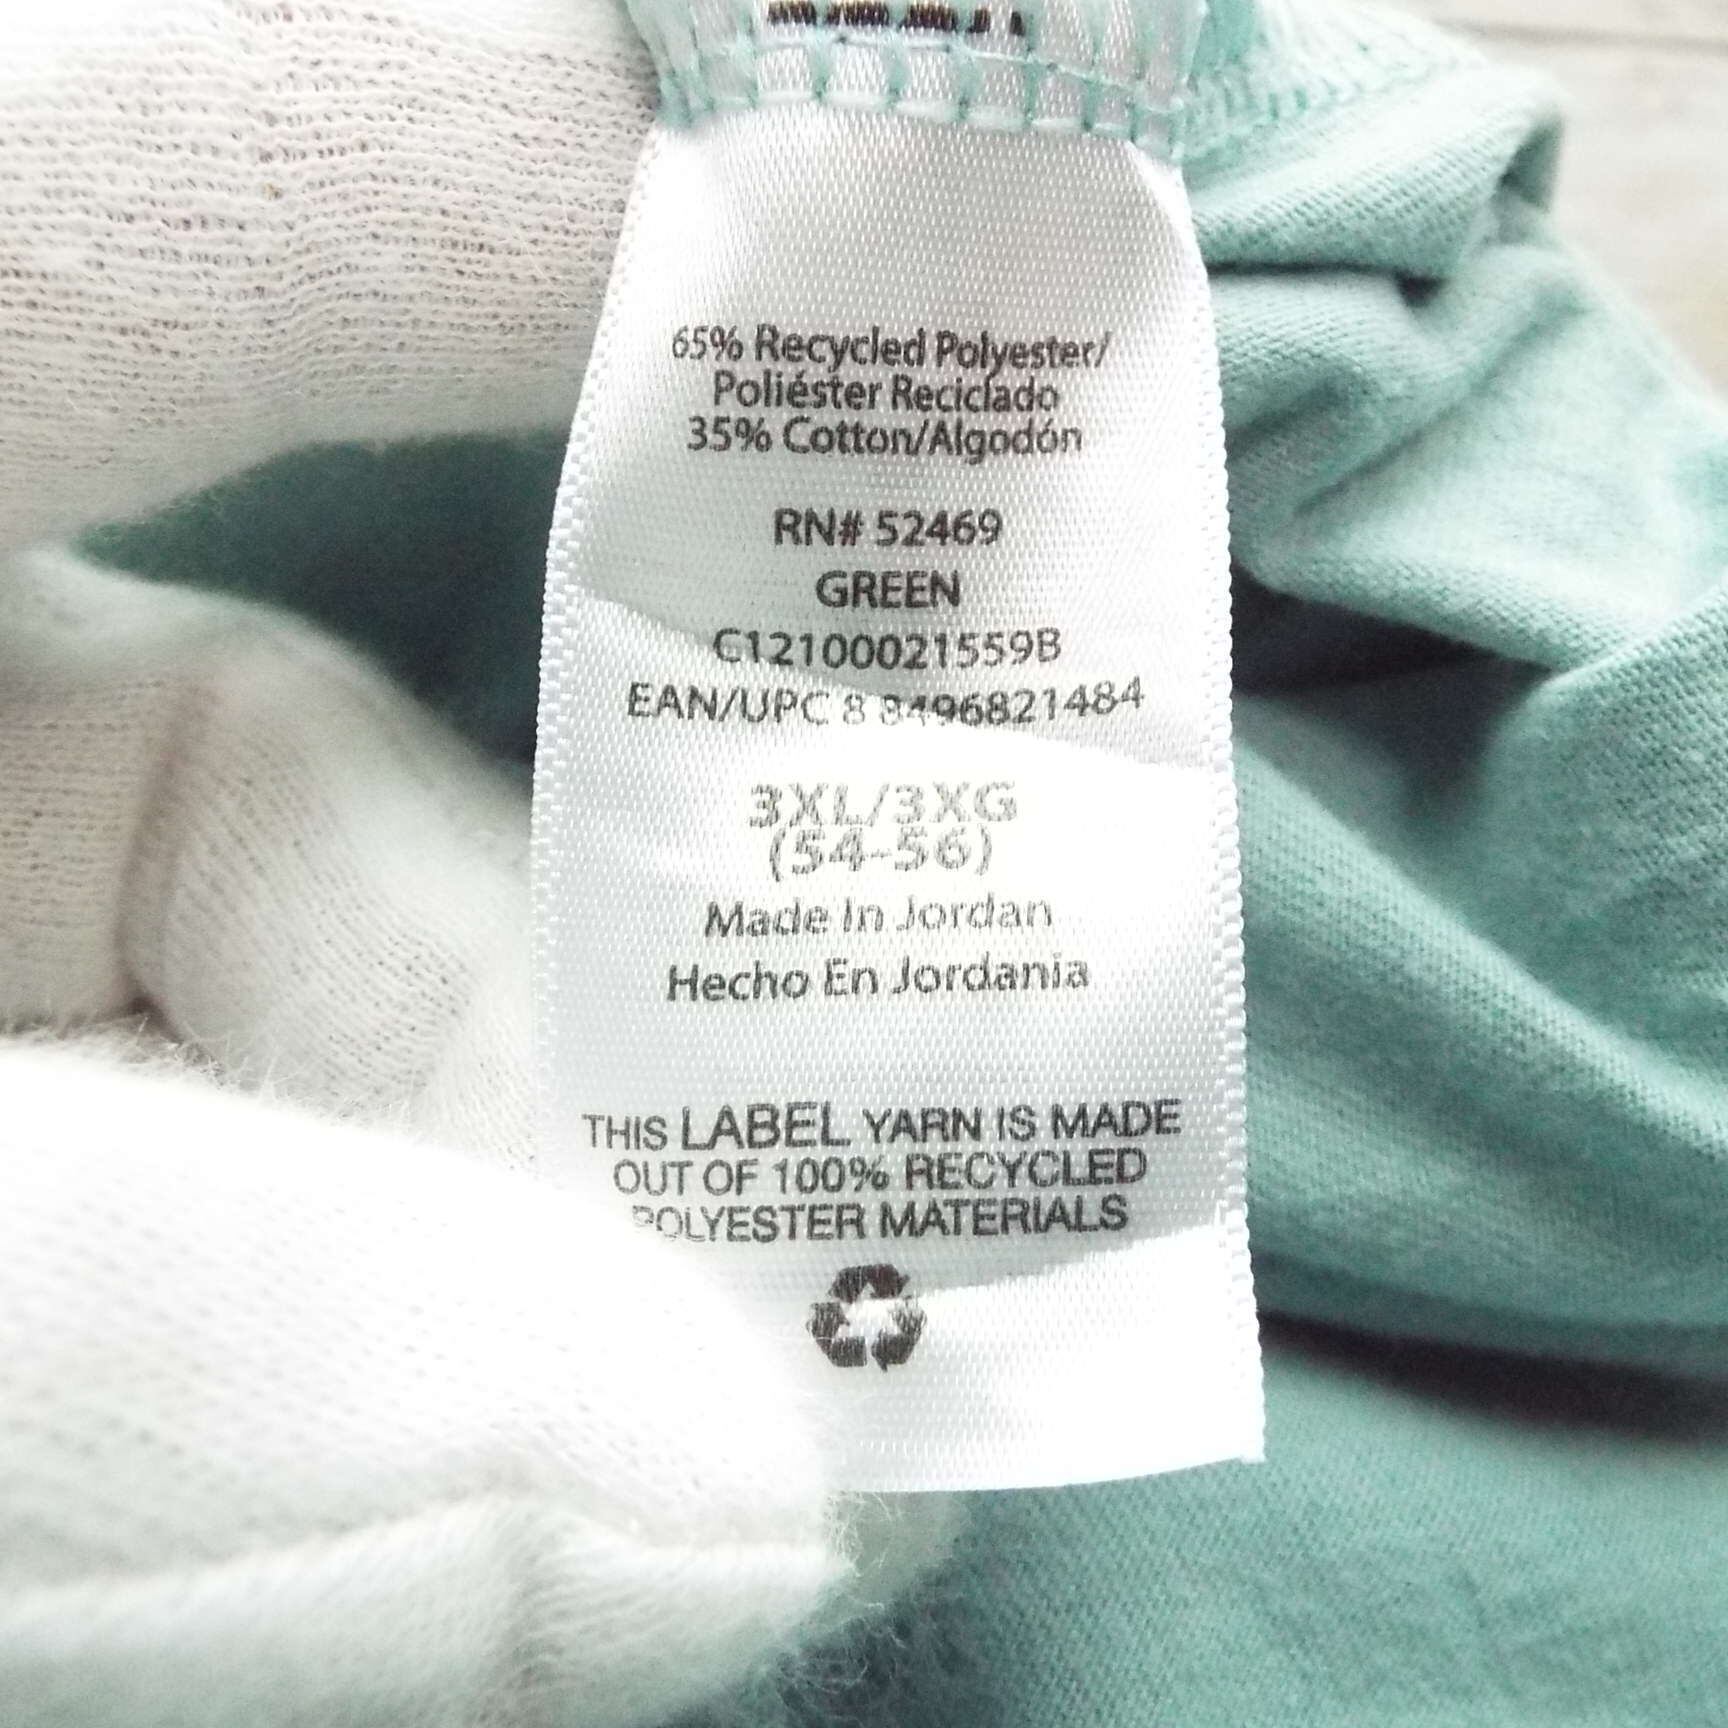 65% Recycled Polyester/
Poliéster Reciclado
35% Cotton/Algodón
RN# 52469
GREEN
C12100021559B
EAN/UPC 8 8496821484
3XL/3XG
(54-56)
Made In Jordan
Hecho En Jordania
THIS LABEL YARN IS MADE
OUT OF 100% RECYCLED
POLYESTER MATERIALS